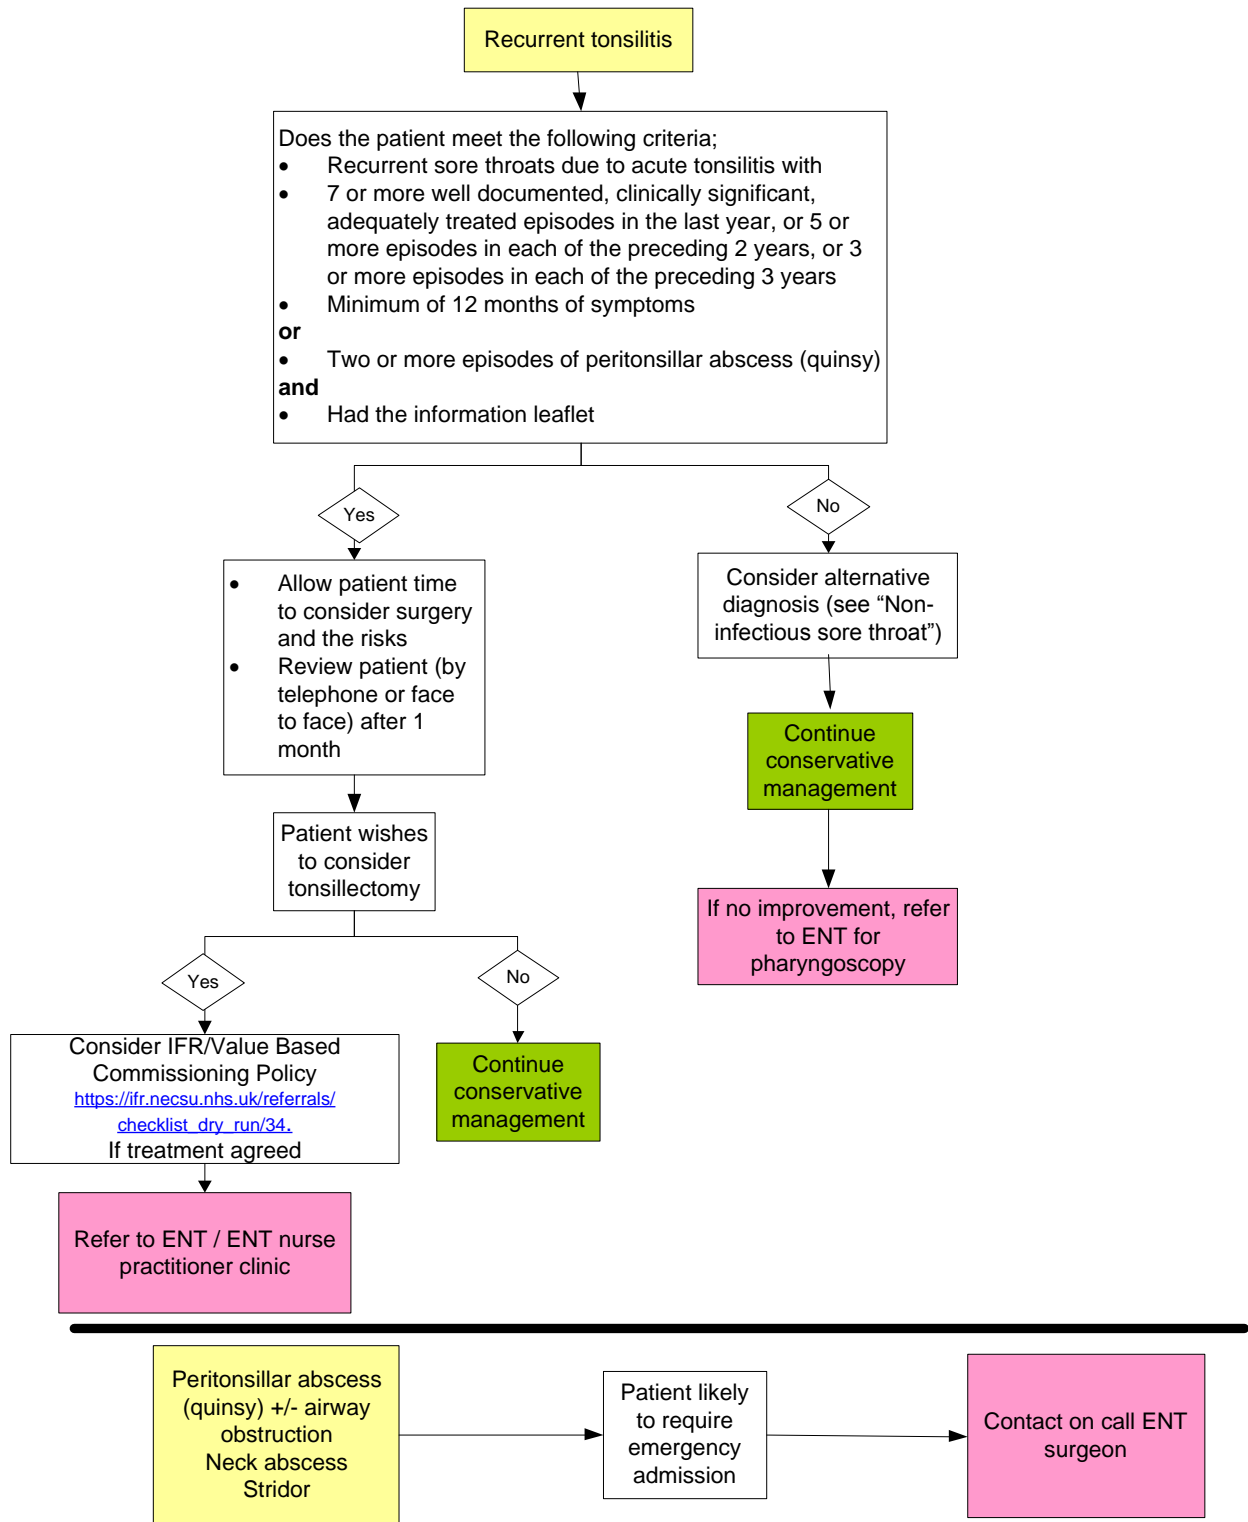 Recurrent tonsilitis
Does the patient meet the following criteria;
• Recurrent sore throats due to acute tonsilitis with
• 7 or more well documented, clinically significant,
adequately treated episodes in the last year, or 5 or
more episodes in each of the preceding 2 years, or 3
or more episodes in each of the preceding 3 years
• Minimum of 12 months of symptoms
or
• Two or more episodes of peritonsillar abscess (quinsy)
and
• Had the information leaflet
Yes
No
• Allow patient time
to consider surgery
and the risks
• Review patient (by
telephone or face
to face) after 1
month
Consider alternative
diagnosis (see “Non-
infectious sore throat”)
Continue
conservative
management
Patient wishes
to consider
tonsillectomy
If no improvement, refer
to ENT for
pharyngoscopy
Yes
No
Consider IFR/Value Based
Commissioning Policy
https://ifr.necsu.nhs.uk/referrals/
checklist_dry_run/34.
If treatment agreed
Continue
conservative
management
Refer to ENT / ENT nurse
practitioner clinic
Peritonsillar abscess
(quinsy) +/- airway
obstruction
Neck abscess
Stridor
Patient likely
to require
emergency
admission
Contact on call ENT
surgeon